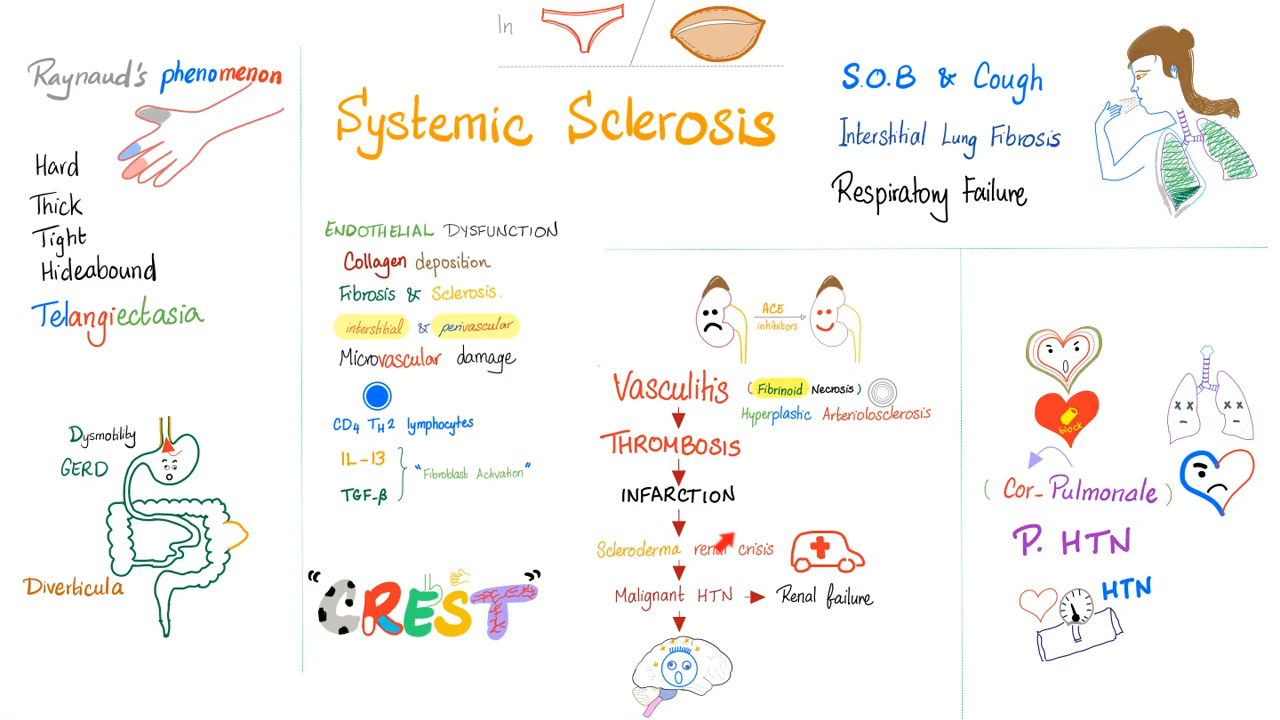 In
Systemic Sclerosis
Raynaud's phenomenon
Hard
Thick
Tight
Hideabound
Telangiectasia
Dysmotility
GERD
Diverticula
ENDOTHELIAL DYSFUNCTION
Collagen deposition
Fibrosis & Sclerosis.
interstitial & perivascular
Microvascular damage
CD4 TH2 lymphocytes
IL-13
TGF-β
"Fibroblast Activation"
"CREST"
S.O.B & Cough
Interstitial Lung Fibrosis
Respiratory Failure
ACE
inhibitors
Vasculitis (Fibrinoid Necrosis)
Hyperplastic Arteriolosclerosis
THROMBOSIS
INFARCTION
Scleroderma renal crisis
Malignant HTN
Renal failure
block
(Cor-Pulmonale)
P. HTN
HTN